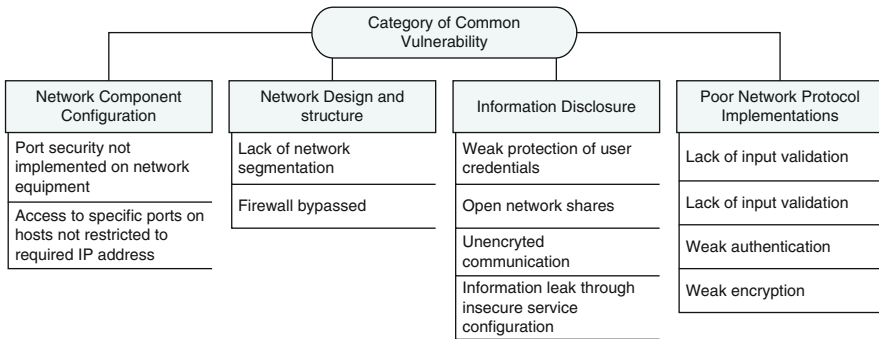 Category of Common
Vulnerability
Network Component
Configuration
Port security not
implemented on network
equipment
Access to specific ports on
hosts not restricted to
required IP address
Network Design and
structure
Lack of network
segmentation
Firewall bypassed
Information Disclosure
Weak protection of user
credentials
Open network shares
Unencryted
communication
Information leak through
insecure service
configuration
Poor Network Protocol
Implementations
Lack of input validation
Lack of input validation
Weak authentication
Weak encryption